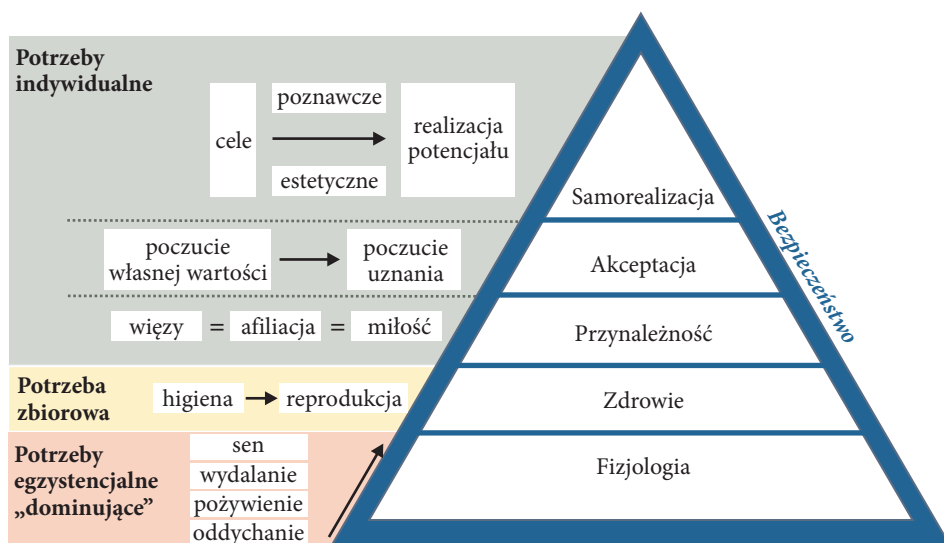 Potrzeby
indywidualne
cele
poznawcze
estetyczne
realizacja
potencjału
Samorealizacja
poczucie
własnej wartości
poczucie
uznania
Akceptacja
Bezpieczeństwo
więzy = afiliacja = miłość
Przynależność
Potrzeba
zbiorowa
higiena
reprodukcja
Zdrowie
Potrzeby
egzystencjalne
„dominujące”
sen
wydalanie
pożywienie
oddychanie
Fizjologia